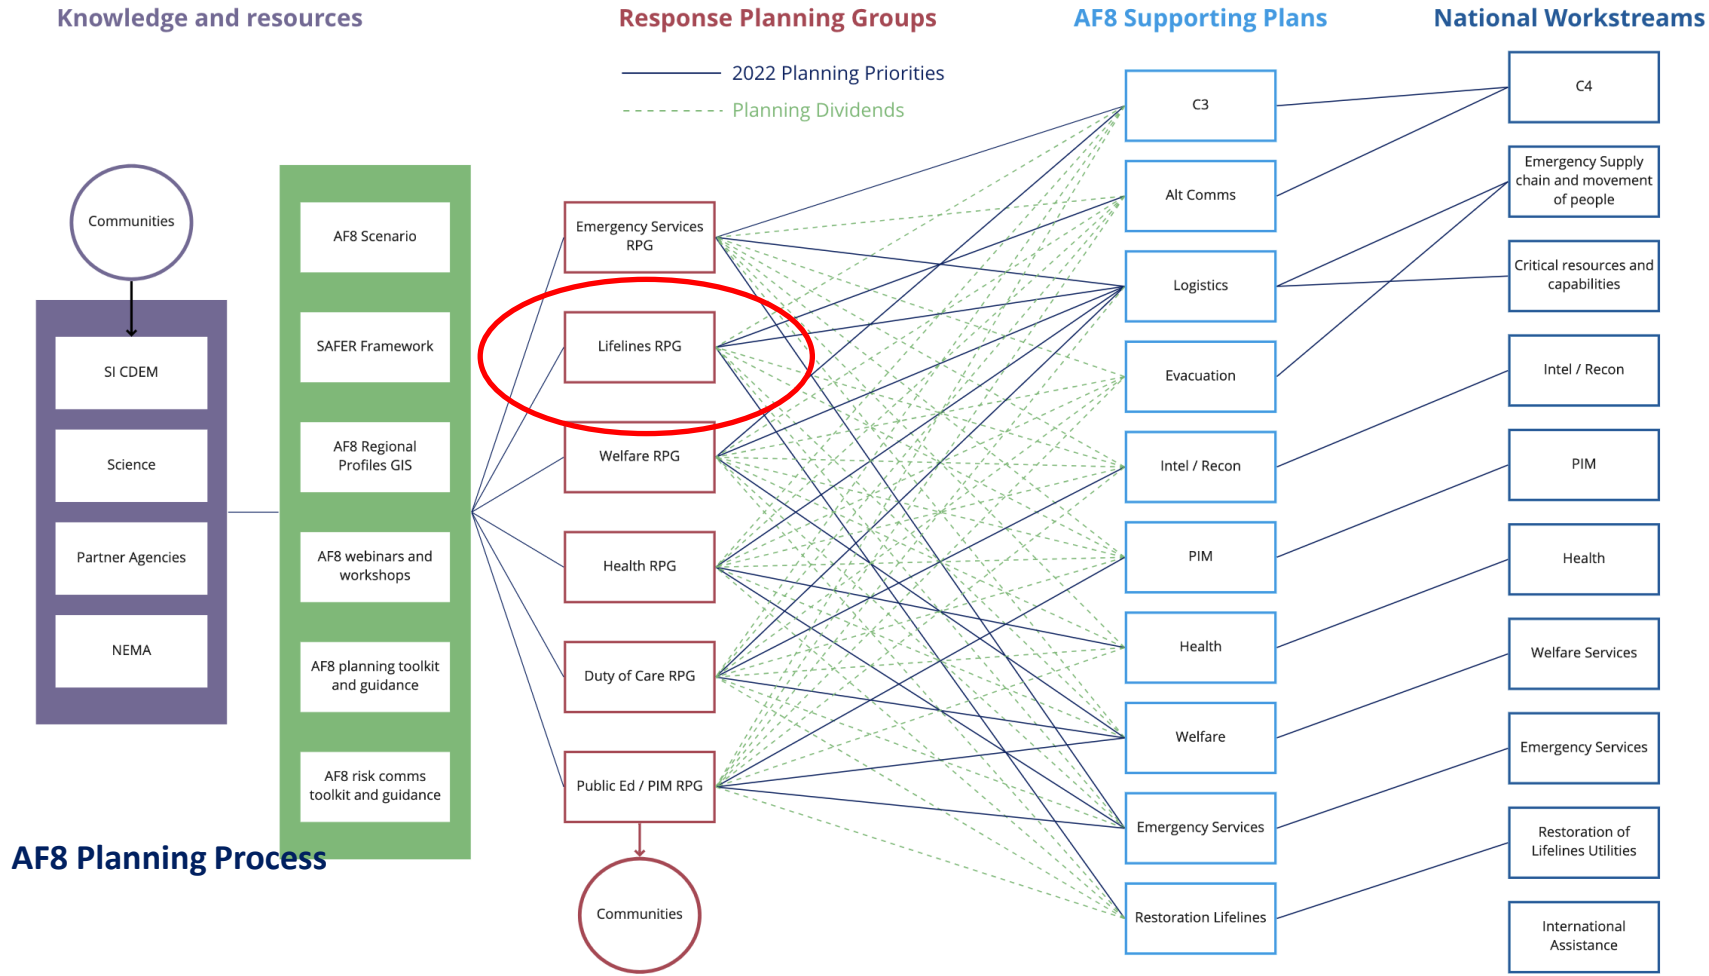 Knowledge and resources
Response Planning Groups
AF8 Supporting Plans
National Workstreams
2022 Planning Priorities
Planning Dividends
Communities
SI CDEM
Science
Partner Agencies
NEMA
AF8 Scenario
SAFER Framework
AF8 Regional
Profiles GIS
AF8 webinars and
workshops
AF8 planning toolkit
and guidance
AF8 risk comms
toolkit and guidance
AF8 Planning Process
Emergency Services
RPG
Lifelines RPG
Welfare RPG
Health RPG
Duty of Care RPG
Public Ed / PIM RPG
Communities
C3
Alt Comms
Logistics
Evacuation
Intel / Recon
PIM
Health
Welfare
Emergency Services
Restoration Lifelines
C4
Emergency Supply
chain and movement
of people
Critical resources and
capabilities
Intel / Recon
PIM
Health
Welfare Services
Emergency Services
Restoration of
Lifelines Utilities
International
Assistance